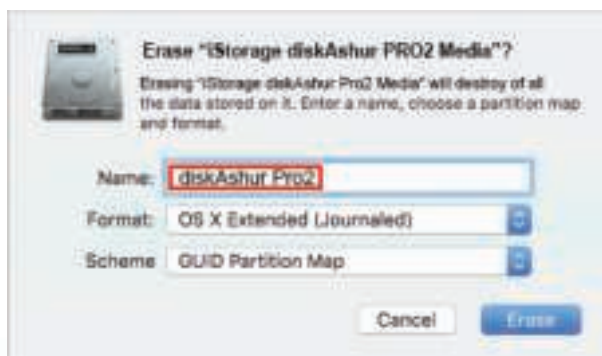 Erase "iStorage diskAshur PRO2 Media"?
Erasing "iStorage diskAshur Pro2 Media" will destroy of all
the data stored on it. Enter a name, choose a partition map
and format.
Name: diskAshur Pro2
Format: OS X Extended (Journaled)
Scheme GUID Partition Map
Cancel Erase